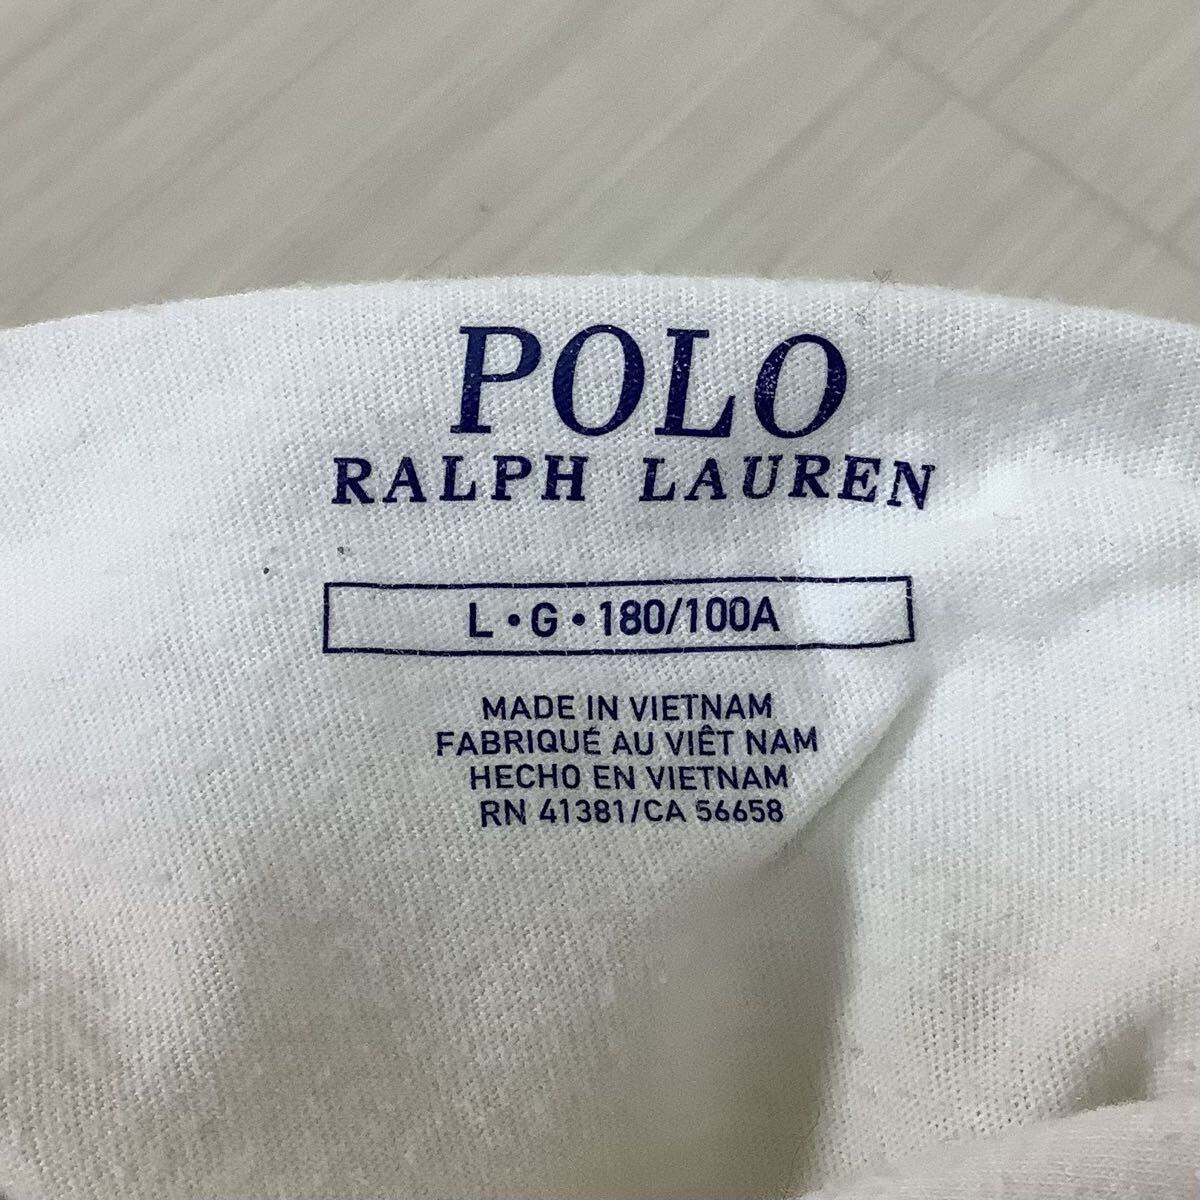 POLO
RALPH LAUREN
L • G • 180/100A
MADE IN VIETNAM
FABRIQUÉ AU VIÊT NAM
HECHO EN VIETNAM
RN 41381/CA 56658